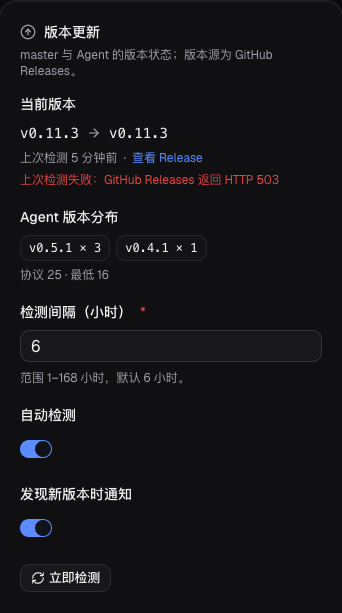 版本更新
master 与 Agent 的版本状态；版本源为 GitHub
Releases。
当前版本
v0.11.3 → v0.11.3
上次检测 5 分钟前 · 查看 Release
上次检测失败：GitHub Releases 返回 HTTP 503
Agent 版本分布
v0.5.1 × 3 v0.4.1 × 1
协议 25 · 最低 16
检测间隔（小时） *
6
范围 1–168 小时，默认 6 小时。
自动检测
发现新版本时通知
立即检测